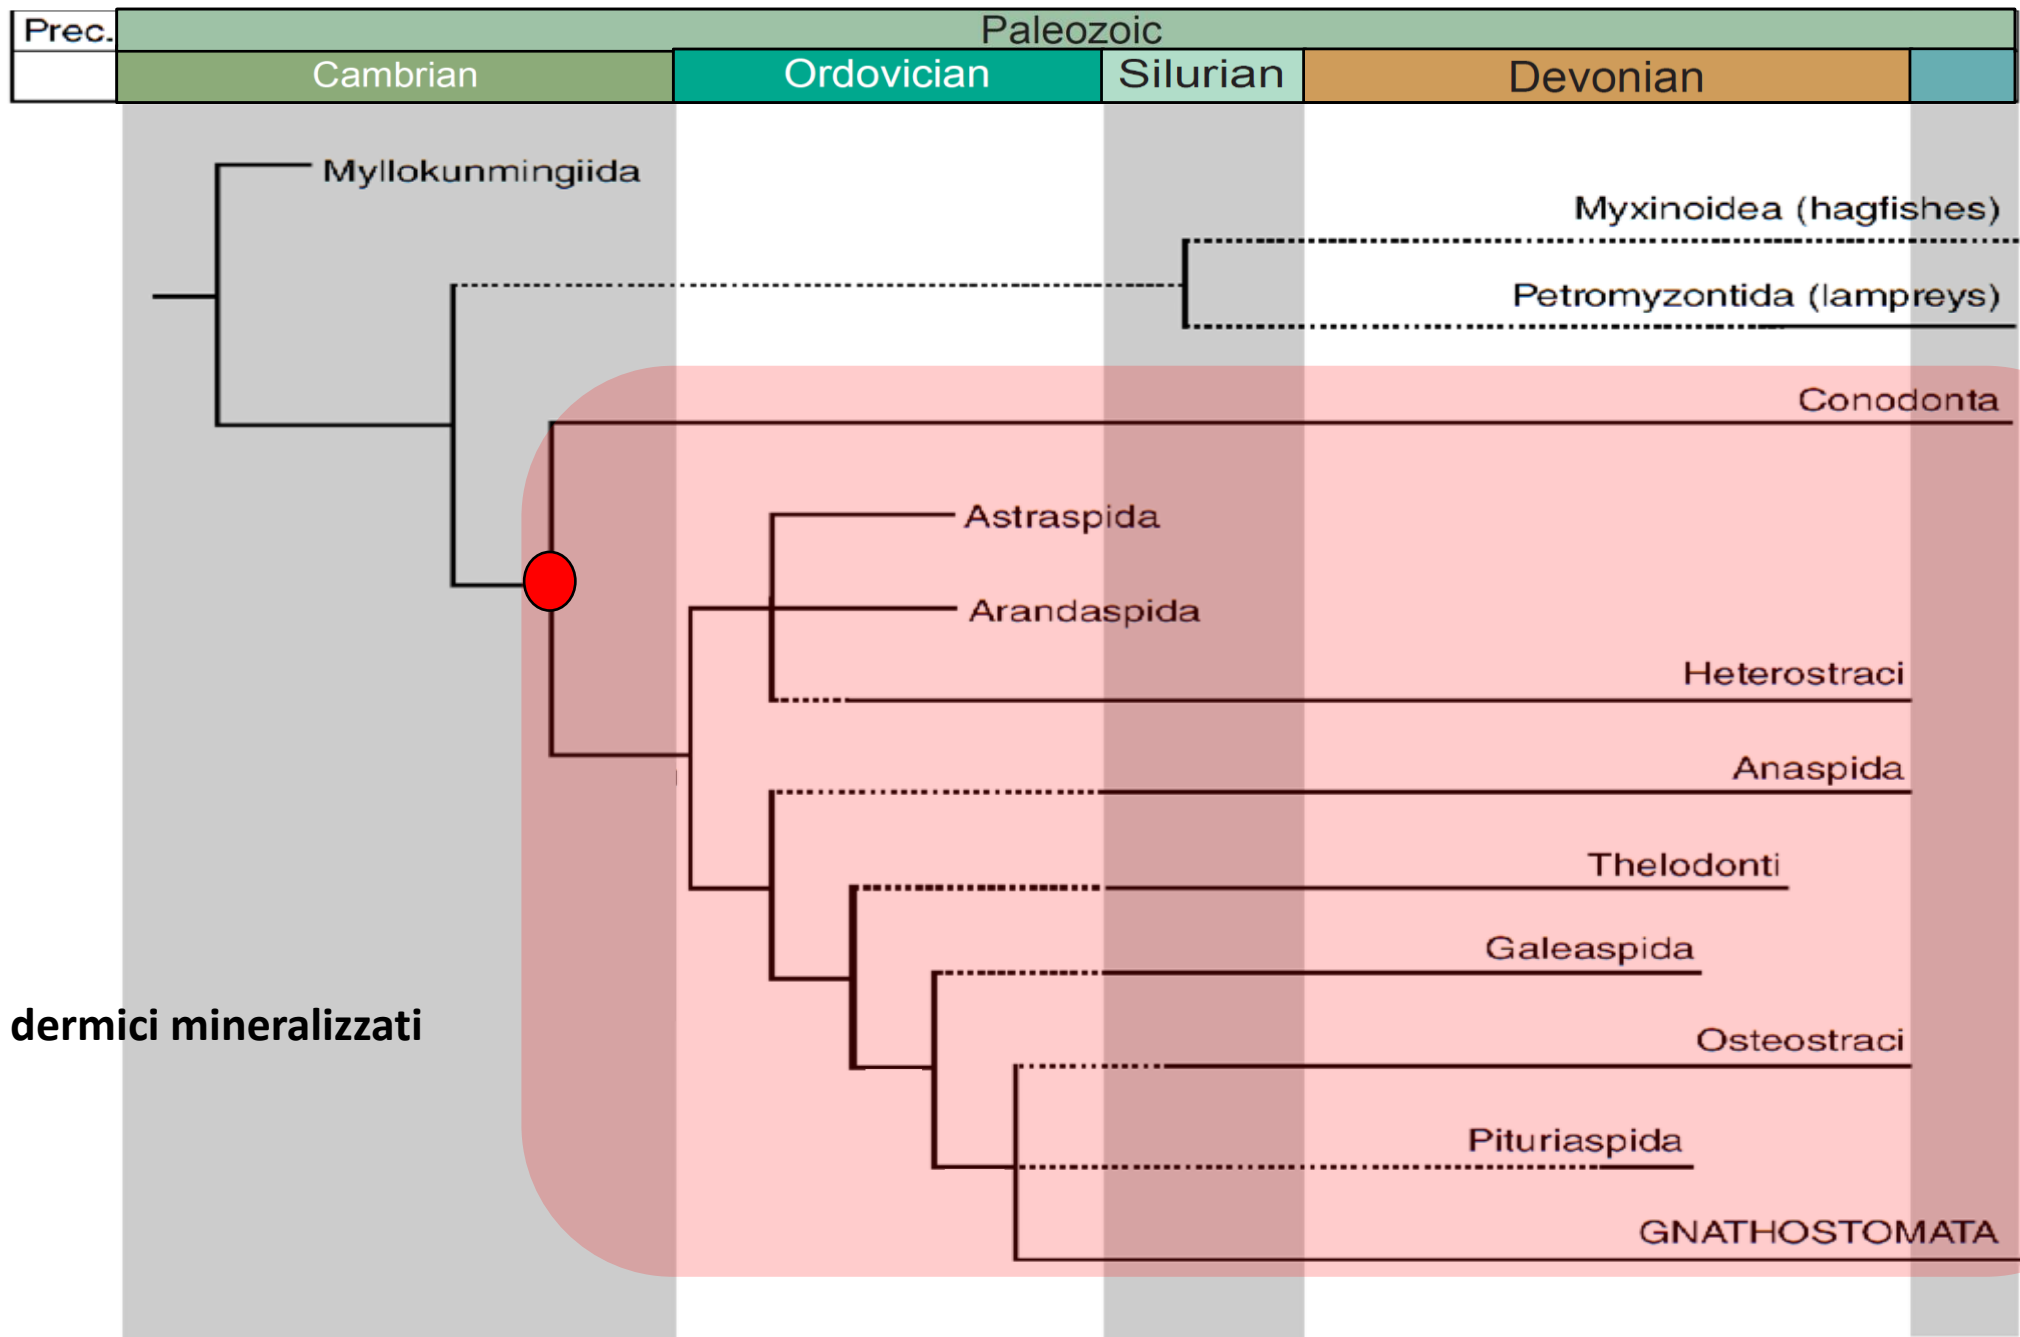 Prec.
Paleozoic
Cambrian
Ordovician
Silurian
Devonian
Myllokunmingiida
Myxinoidea (hagfishes)
Petromyzontida (lampreys)
Conodonta
Astraspida
Arandaspida
Heterostraci
Anaspida
Thelodonti
Galeaspida
dermici mineralizzati
Osteostraci
Pituriaspida
GNATHOSTOMATA